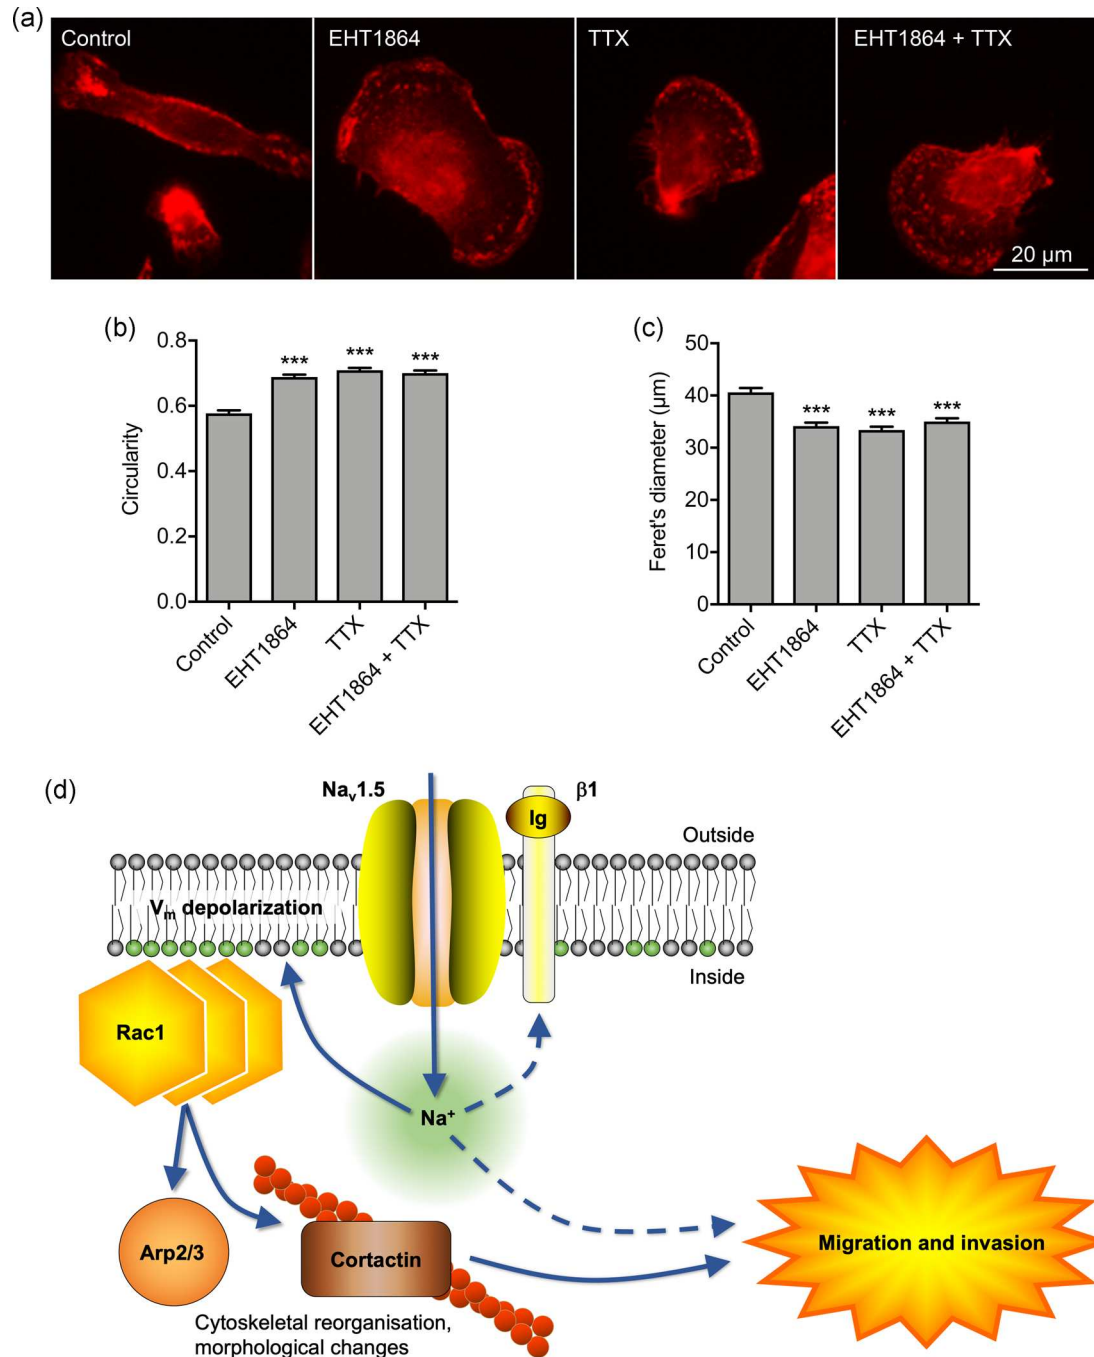 (a)
Control
EHT1864
TTX
EHT1864 + TTX
20 μm
(b)
Circularity
0.8
0.6
0.4
0.2
0.0
***
***
***
Control
EHT1864
TTX
EHT1864 + TTX
(c)
Feret's diameter (μm)
50
40
30
20
10
0
***
***
***
Control
EHT1864
TTX
EHT1864 + TTX
(d)
Nav1.5
β1
Ig
Outside
Vm depolarization
Inside
Rac1
Na+
Arp2/3
Cortactin
Migration and invasion
Cytoskeletal reorganisation,
morphological changes